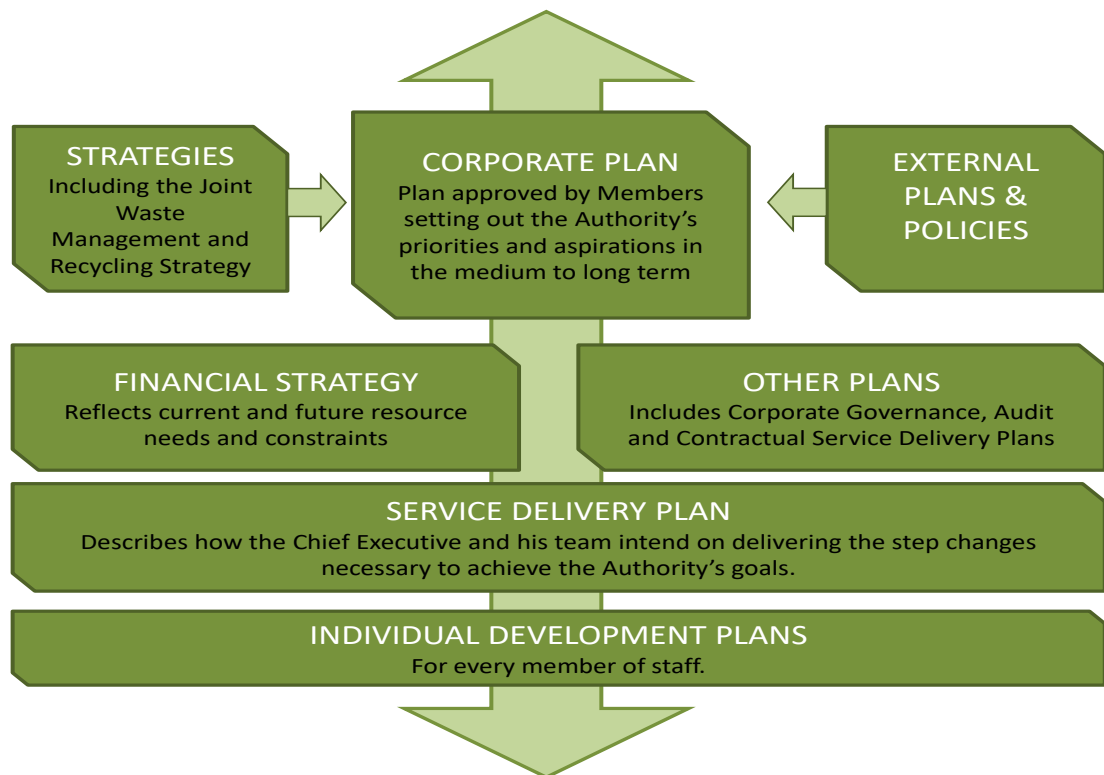 STRATEGIES
Including the Joint
Waste
Management and
Recycling Strategy
CORPORATE PLAN
Plan approved by Members
setting out the Authority’s
priorities and aspirations in
the medium to long term
EXTERNAL
PLANS &
POLICIES
FINANCIAL STRATEGY
Reflects current and future resource
needs and constraints
OTHER PLANS
Includes Corporate Governance, Audit
and Contractual Service Delivery Plans
SERVICE DELIVERY PLAN
Describes how the Chief Executive and his team intend on delivering the step changes
necessary to achieve the Authority’s goals.
INDIVIDUAL DEVELOPMENT PLANS
For every member of staff.